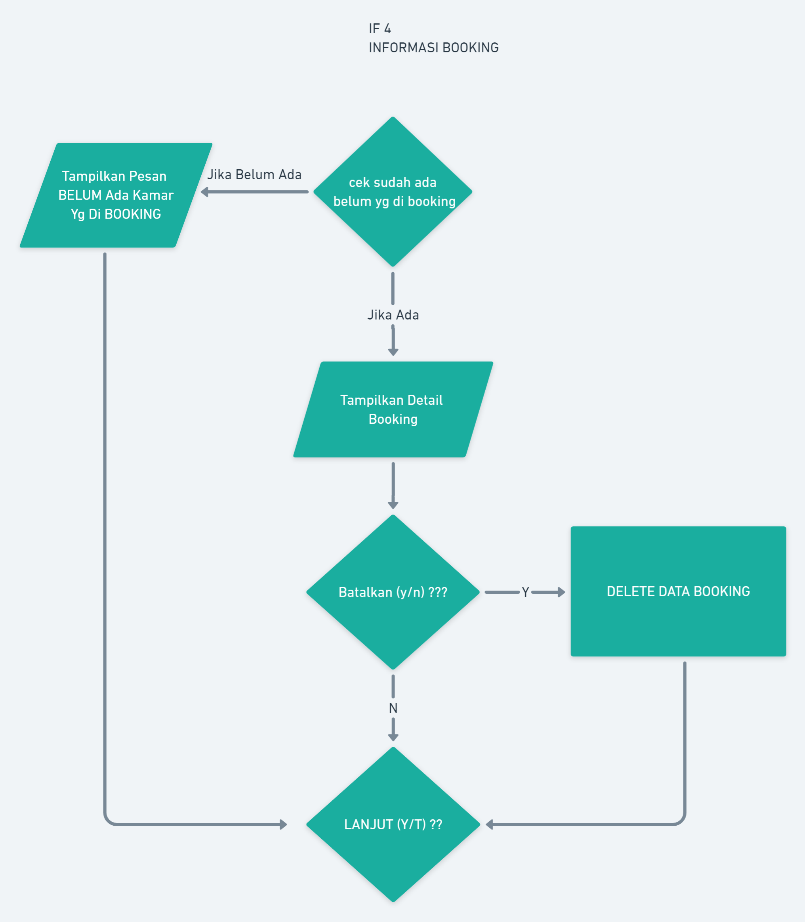 IF 4
INFORMASI BOOKING
cek sudah ada
belum yg di booking
Jika Belum Ada
Tampilkan Pesan
BELUM Ada Kamar
Yg Di BOOKING
Jika Ada
Tampilkan Detail
Booking
Batalkan (y/n) ???
Y
DELETE DATA BOOKING
N
LANJUT (Y/T) ??